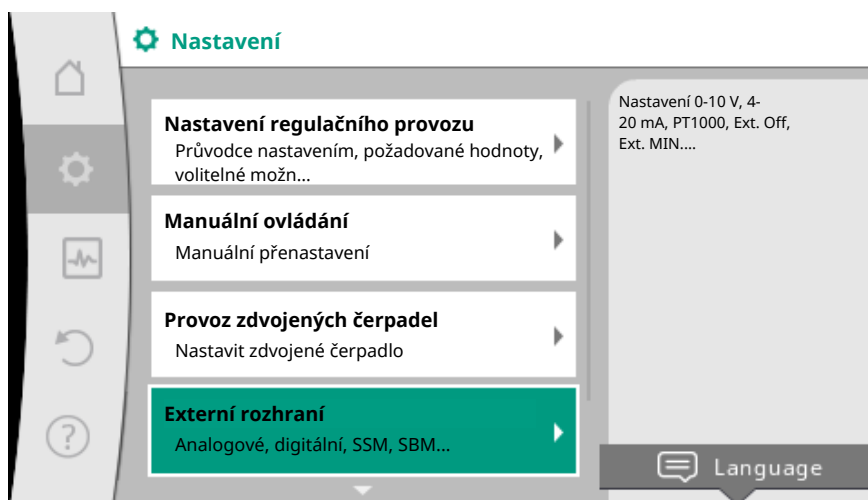 Nastavení
Nastavení regulačního provozu
Průvodce nastavením, požadované hodnoty,
volitelné možn...
Manuální ovládání
Manuální přenastavení
Provoz zdvojených čerpadel
Nastavit zdvojené čerpadlo
Externí rozhraní
Analogové, digitální, SSM, SBM...
Nastavení 0-10 V, 4-
20 mA, PT1000, Ext. Off,
Ext. MIN....
Language